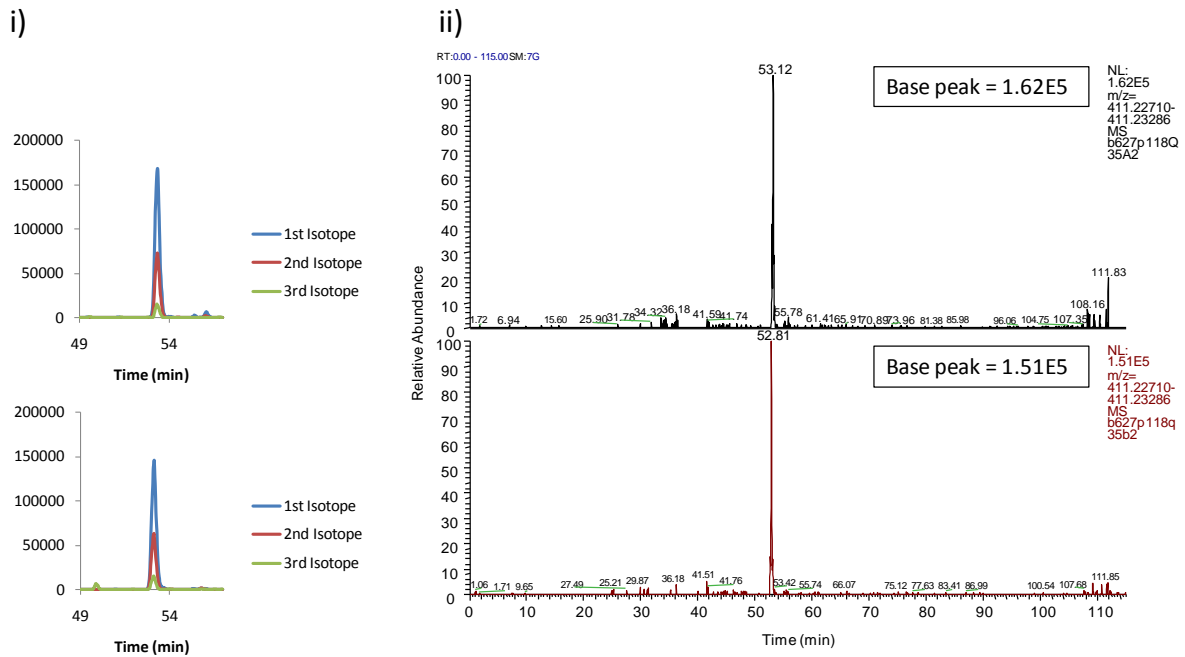 i)
200000
150000
100000
50000
0
49
54
Time (min)
1st Isotope
2nd Isotope
3rd Isotope
200000
150000
100000
50000
0
49
54
Time (min)
1st Isotope
2nd Isotope
3rd Isotope
ii)
RT:0.00 - 115.00SM:7G
Relative Abundance
100
90
80
70
60
50
40
30
20
10
0
53.12
Base peak = 1.62E5
NL:
1.62E5
m/z=
411.22710-
411.23286
MS
b627p118Q
35A2
1.72
6.94
15.60
25.90
31.78
34.32
36.18
41.59
41.74
55.78
61.41
65.91
70.89
73.96
81.38
85.98
96.06
104.75
107.35
108.16
111.83
100
90
80
70
60
50
40
30
20
10
0
52.81
Base peak = 1.51E5
NL:
1.51E5
m/z=
411.22710-
411.23286
MS
b627p118q
35b2
1.06
1.71
9.65
27.49
25.21
29.87
36.18
41.51
41.76
53.42
55.74
66.07
75.12
77.63
83.41
86.99
100.54
107.68
111.85
0 10 20 30 40 50 60 70 80 90 100 110
Time (min)